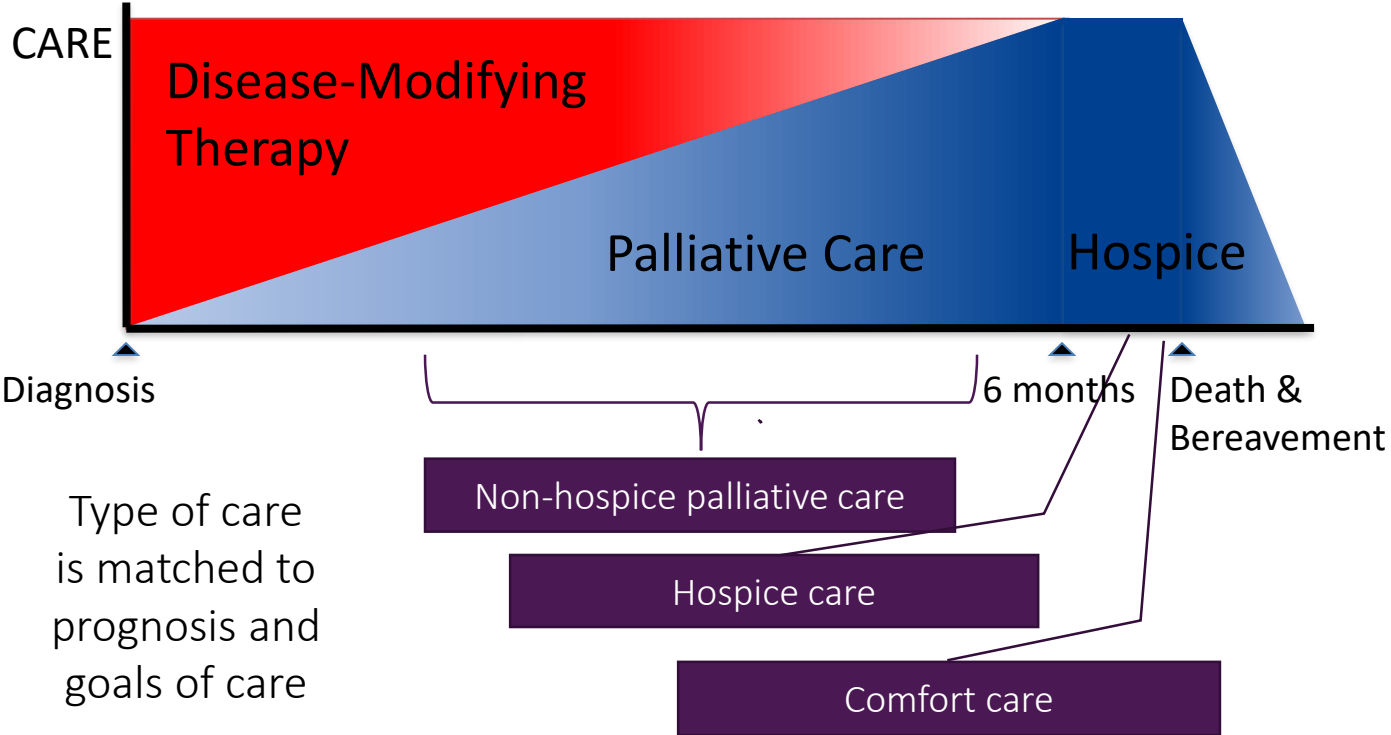 CARE
Disease-Modifying
Therapy
Palliative Care
Hospice
Diagnosis
6 months
Death &
Bereavement
Non-hospice palliative care
Type of care
is matched to
prognosis and
goals of care
Hospice care
Comfort care